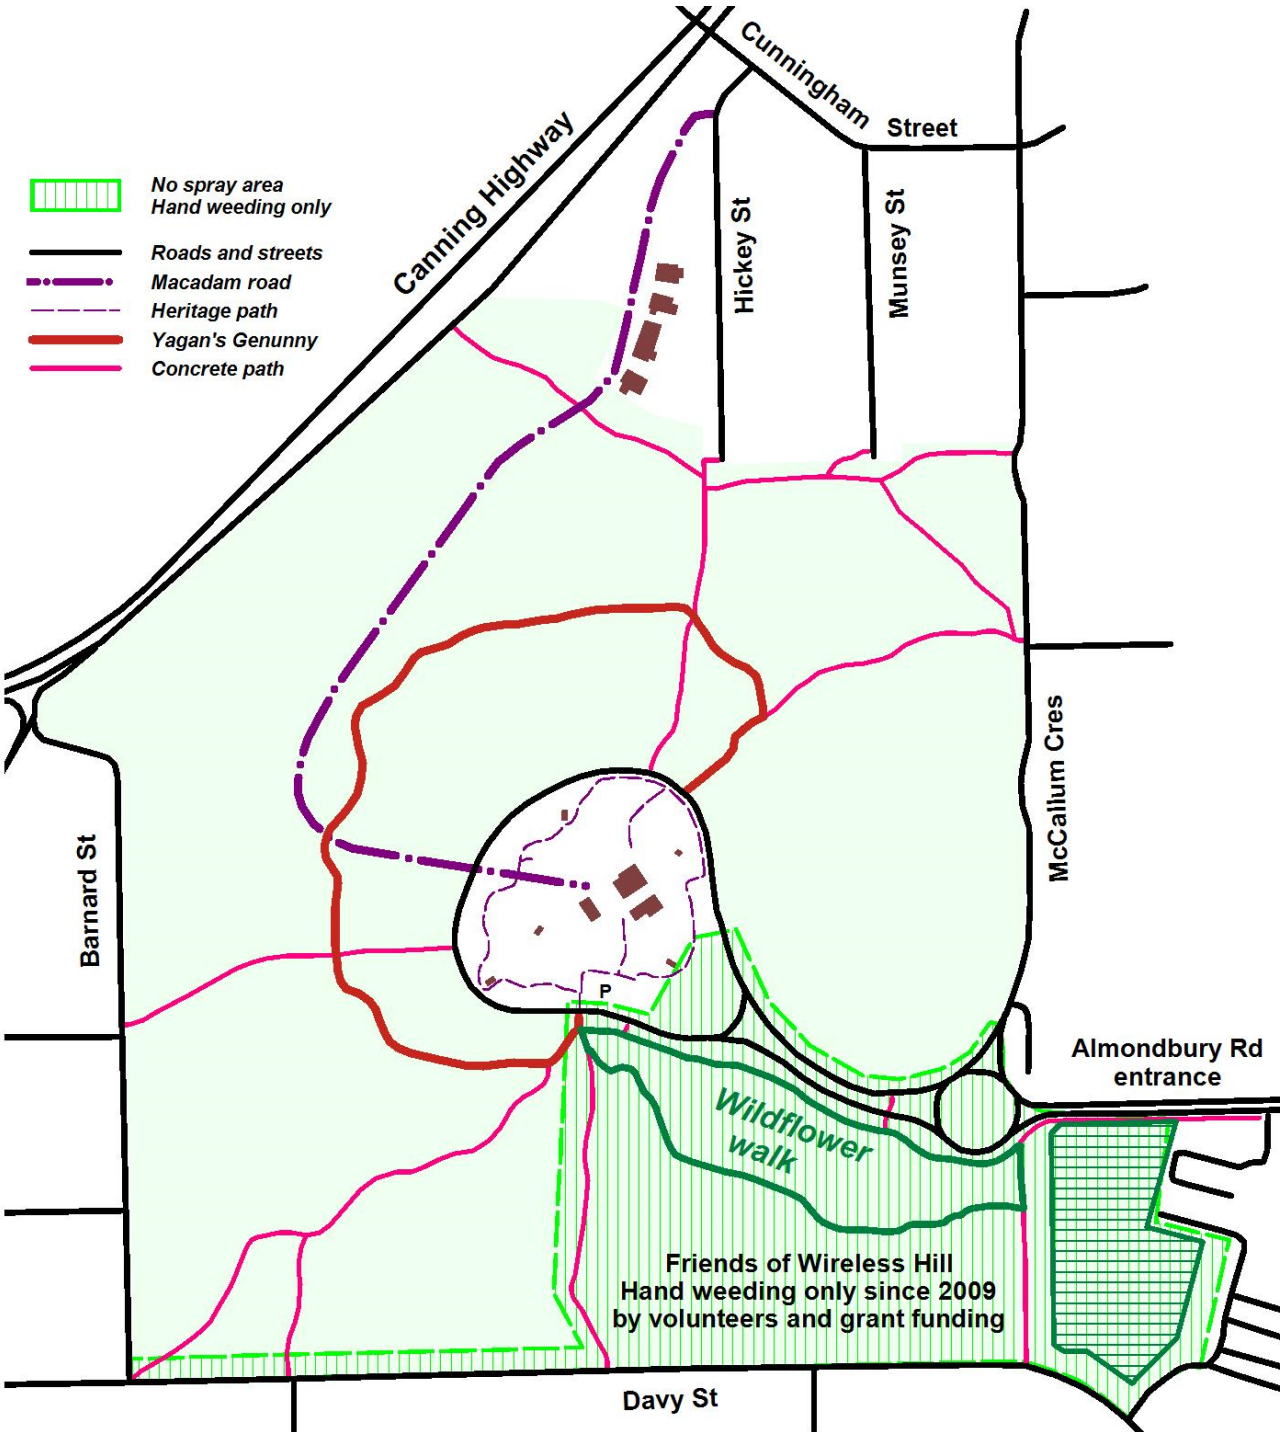 Cunningham
Street
Canning Highway
No spray area
Hand weeding only
Roads and streets
Macadam road
Heritage path
Yagan's Genunny
Concrete path
Hickey St
Munsey St
McCallum Cres
Barnard St
P
Almondbury Rd
entrance
Wildflower
walk
Friends of Wireless Hill
Hand weeding only since 2009
by volunteers and grant funding
Davy St